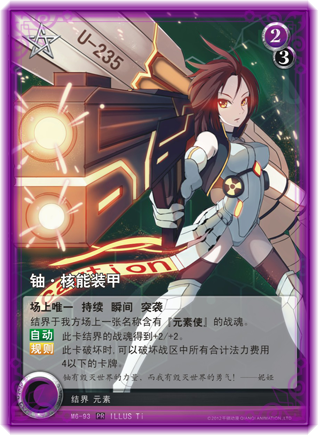 U-235
2
3
铀·核能装甲
场上唯一 持续 瞬间 突袭
结界于我方场上一张名称含有『元素使』的战魂。
自动 此卡结界的战魂得到+2/+2。
规则 此卡破坏时,可以破坏战区中所有合计法力费用
4以下的卡牌。
铀有毁灭世界的力量,而我有毁灭世界的勇气!——妮娅
结界 元素
M6-93 PR ILLUS Ti